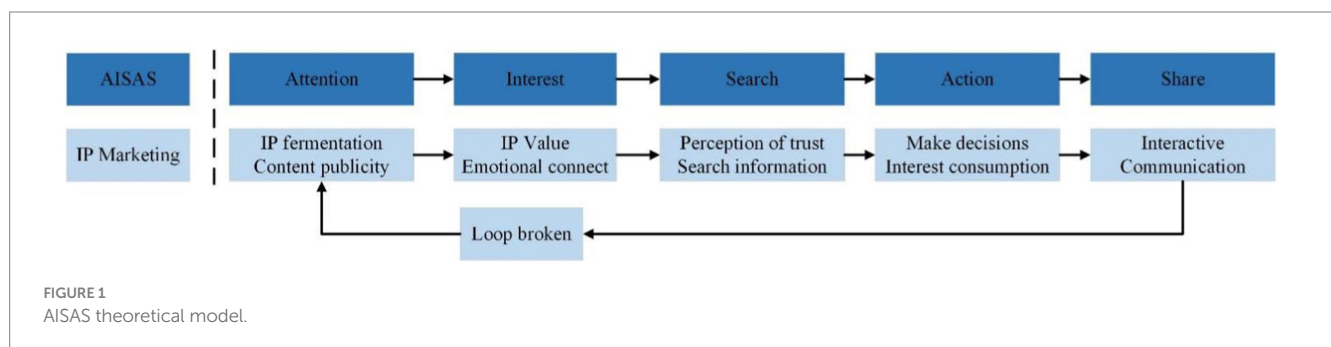 AISAS
Attention
Interest
Search
Action
Share
IP Marketing
IP fermentation
Content publicity
IP Value
Emotional connect
Perception of trust
Search information
Make decisions
Interest consumption
Interactive
Communication
Loop broken
FIGURE 1
AISAS theoretical model.